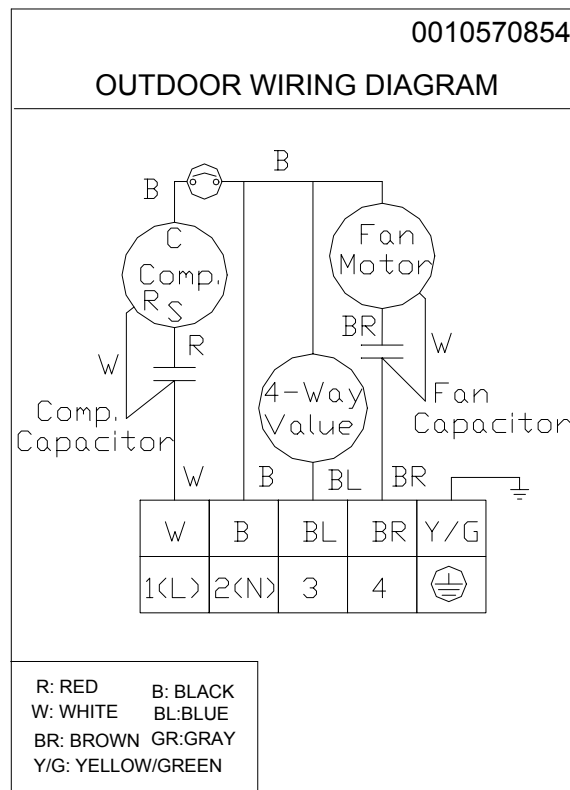 0010570854
OUTDOOR WIRING DIAGRAM
B
B
C
Comp.
R
S
Fan
Motor
W
R
BR
W
4-Way
Value
Comp.
Capacitor
Fan
Capacitor
W
B
BL
BR
W B BL BR Y/G
1(L) 2(N) 3 4
R: RED B: BLACK
W: WHITE BL:BLUE
BR: BROWN GR:GRAY
Y/G: YELLOW/GREEN